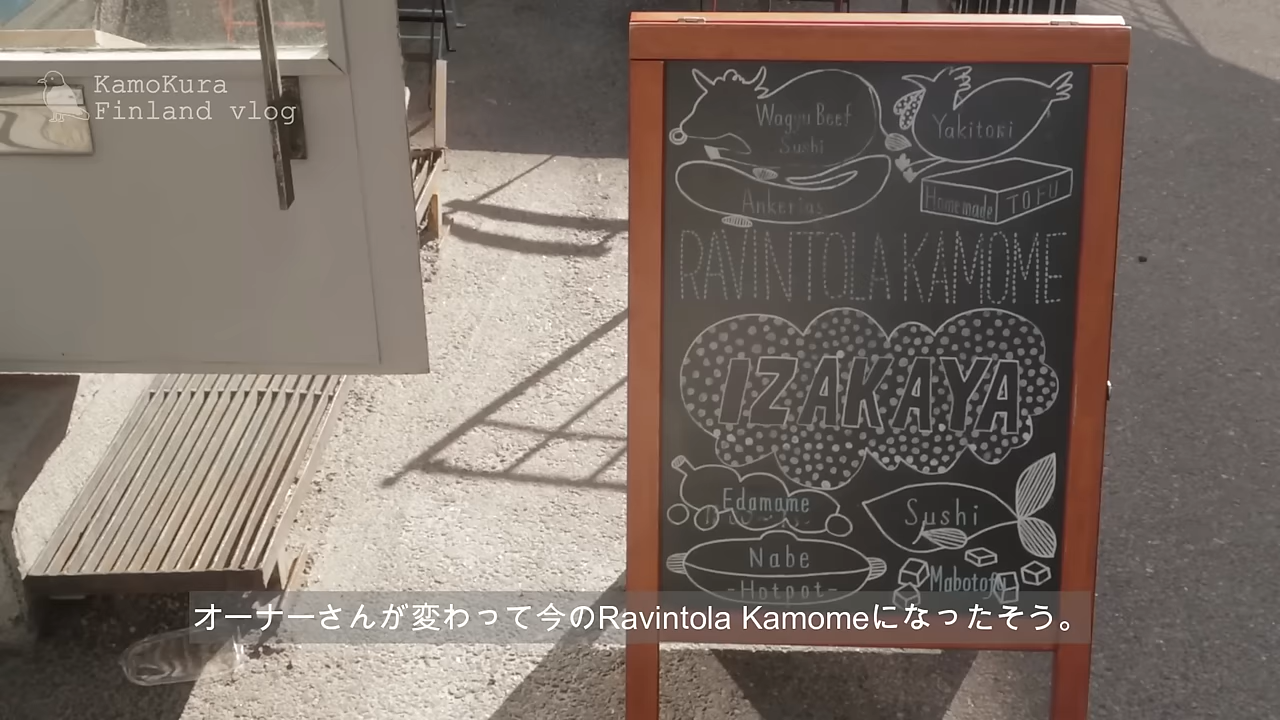 KamoKura
Finland vlog
Wagyu Beef
Sushi
Yakitori
Ankerias
Homemade TOFU
RAVINTOLA KAMOME
IZAKAYA
Edamame
Sushi
Nabe
-Hotpot-
Mabotofu
オーナーさんが変わって今のRavintola Kamomeになったそう。